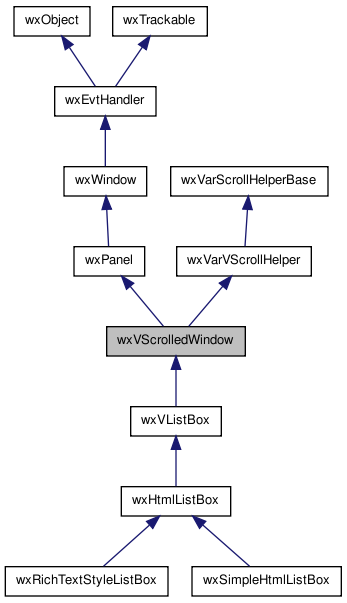 wxObject
wxTrackable
wxEvtHandler
wxWindow
wxVarScrollHelperBase
wxPanel
wxVarVScrollHelper
wxVScrolledWindow
wxVListBox
wxHtmlListBox
wxRichTextStyleListBox
wxSimpleHtmlListBox